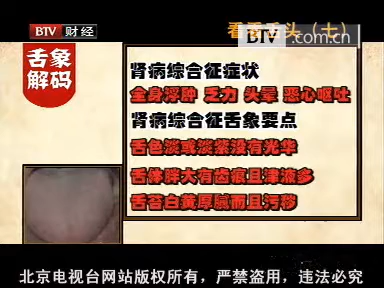 BTV 财经
看舌
头(七)
BTV.com.cn
舌象
解码
肾病综合征症状
全身浮肿 乏力 头晕 恶心呕吐
肾病综合征舌象要点
舌色淡或淡紫没有光华
舌体胖大有齿痕且津液多
舌苔白黄厚腻而且污秽
北京电视台网站版权所有，严禁盗用，违法必究